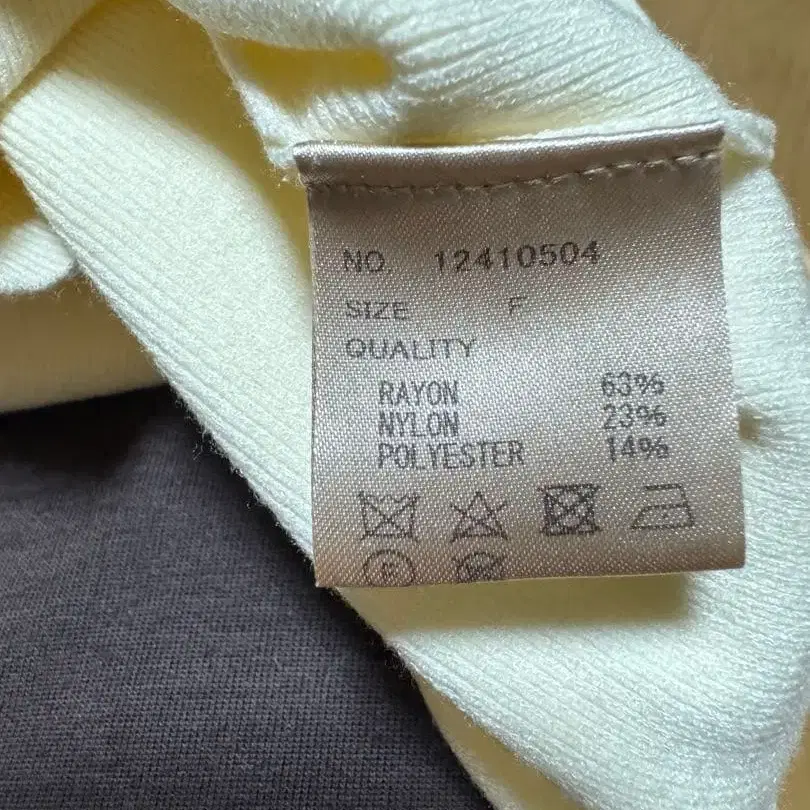 NO. 12410504
SIZE F
QUALITY
RAYON 63%
NYLON 23%
POLYESTER 14%